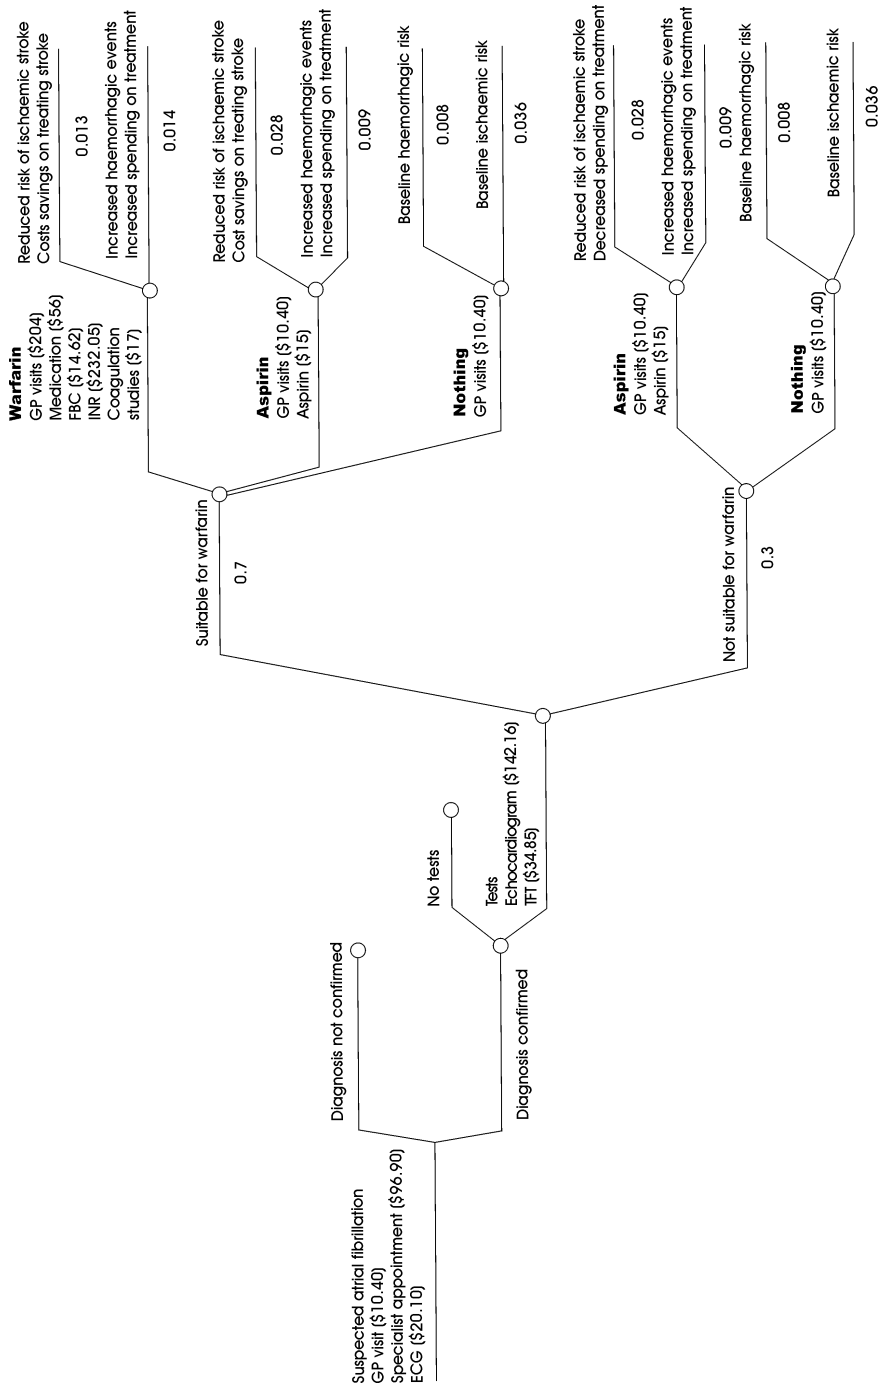 Suspected atrial fibrillation
GP visit ($10.40)
Specialist appointment ($96.90)
ECG ($20.10)
Diagnosis not confirmed
Diagnosis confirmed
No tests
Tests
Echocardiogram ($142.16)
TFT ($34.85)
Suitable for warfarin
0.7
Not suitable for warfarin
0.3
Warfarin
GP visits ($204)
Medication ($56)
FBC ($14.62)
INR ($232.05)
Coagulation
studies ($17)
Reduced risk of ischaemic stroke
Costs savings on treating stroke
0.013
Increased haemorrhagic events
Increased spending on treatment
0.014
Aspirin
GP visits ($10.40)
Aspirin ($15)
Reduced risk of ischaemic stroke
Cost savings on treating stroke
0.028
Increased haemorrhagic events
Increased spending on treatment
0.009
Nothing
GP visits ($10.40)
Baseline haemorrhagic risk
0.008
Baseline ischaemic risk
0.036
Aspirin
GP visits ($10.40)
Aspirin ($15)
Reduced risk of ischaemic stroke
Decreased spending on treatment
0.028
Increased haemorrhagic events
Increased spending on treatment
0.009
Nothing
GP visits ($10.40)
Baseline haemorrhagic risk
0.008
Baseline ischaemic risk
0.036